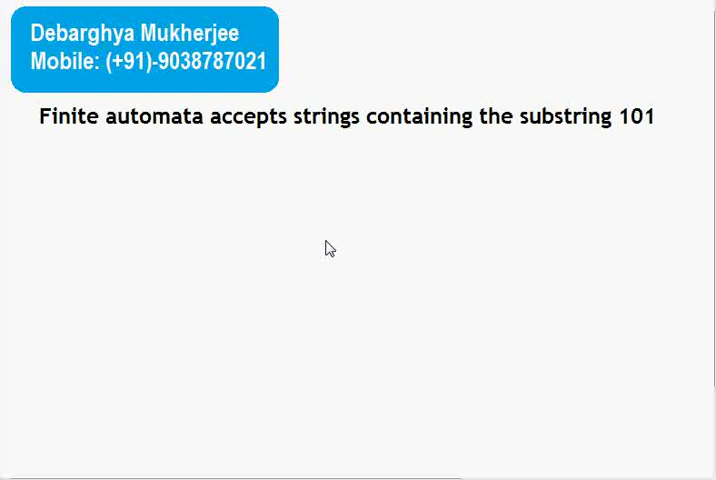 Debarghya Mukherjee
Mobile: (+91)-9038787021
Finite automata accepts strings containing the substring 101